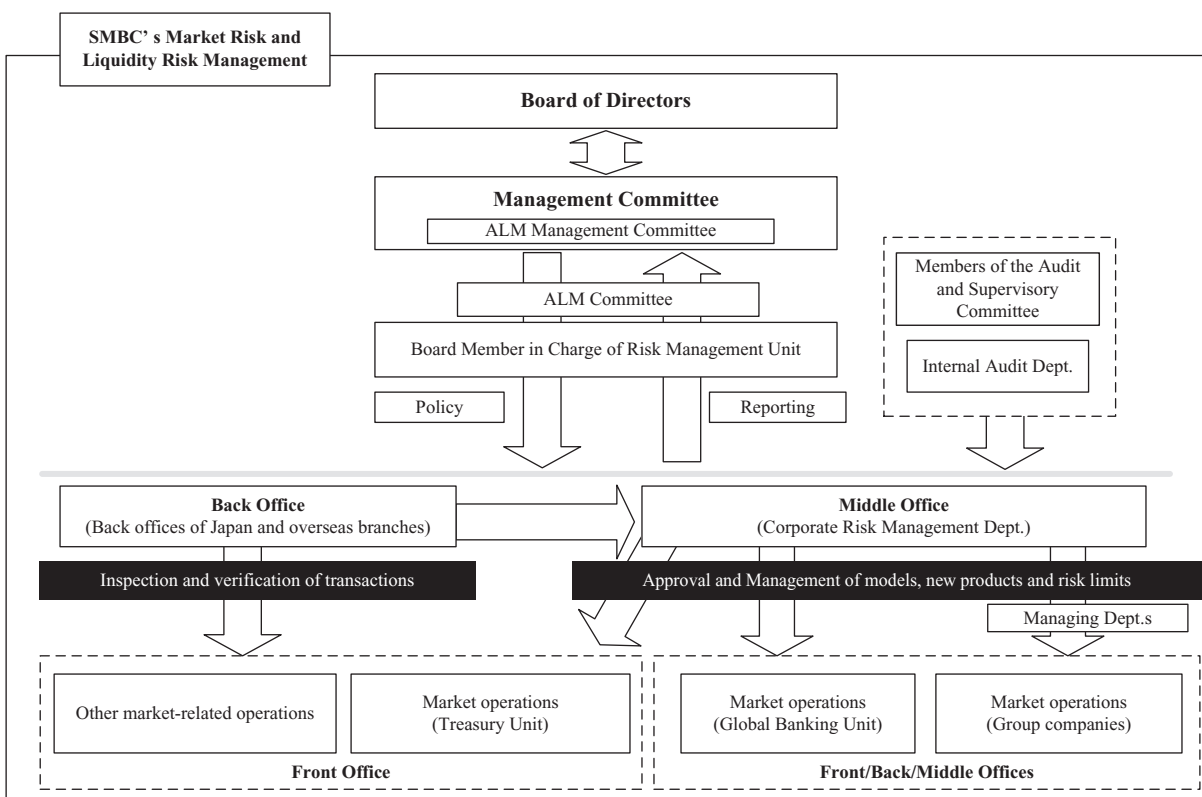 SMBC’ s Market Risk and
Liquidity Risk Management
Board of Directors
Management Committee
ALM Management Committee
ALM Committee
Board Member in Charge of Risk Management Unit
Policy
Reporting
Members of the Audit
and Supervisory
Committee
Internal Audit Dept.
Back Office
(Back offices of Japan and overseas branches)
Middle Office
(Corporate Risk Management Dept.)
Inspection and verification of transactions
Approval and Management of models, new products and risk limits
Managing Dept.s
Other market-related operations
Market operations
(Treasury Unit)
Front Office
Market operations
(Global Banking Unit)
Market operations
(Group companies)
Front/Back/Middle Offices